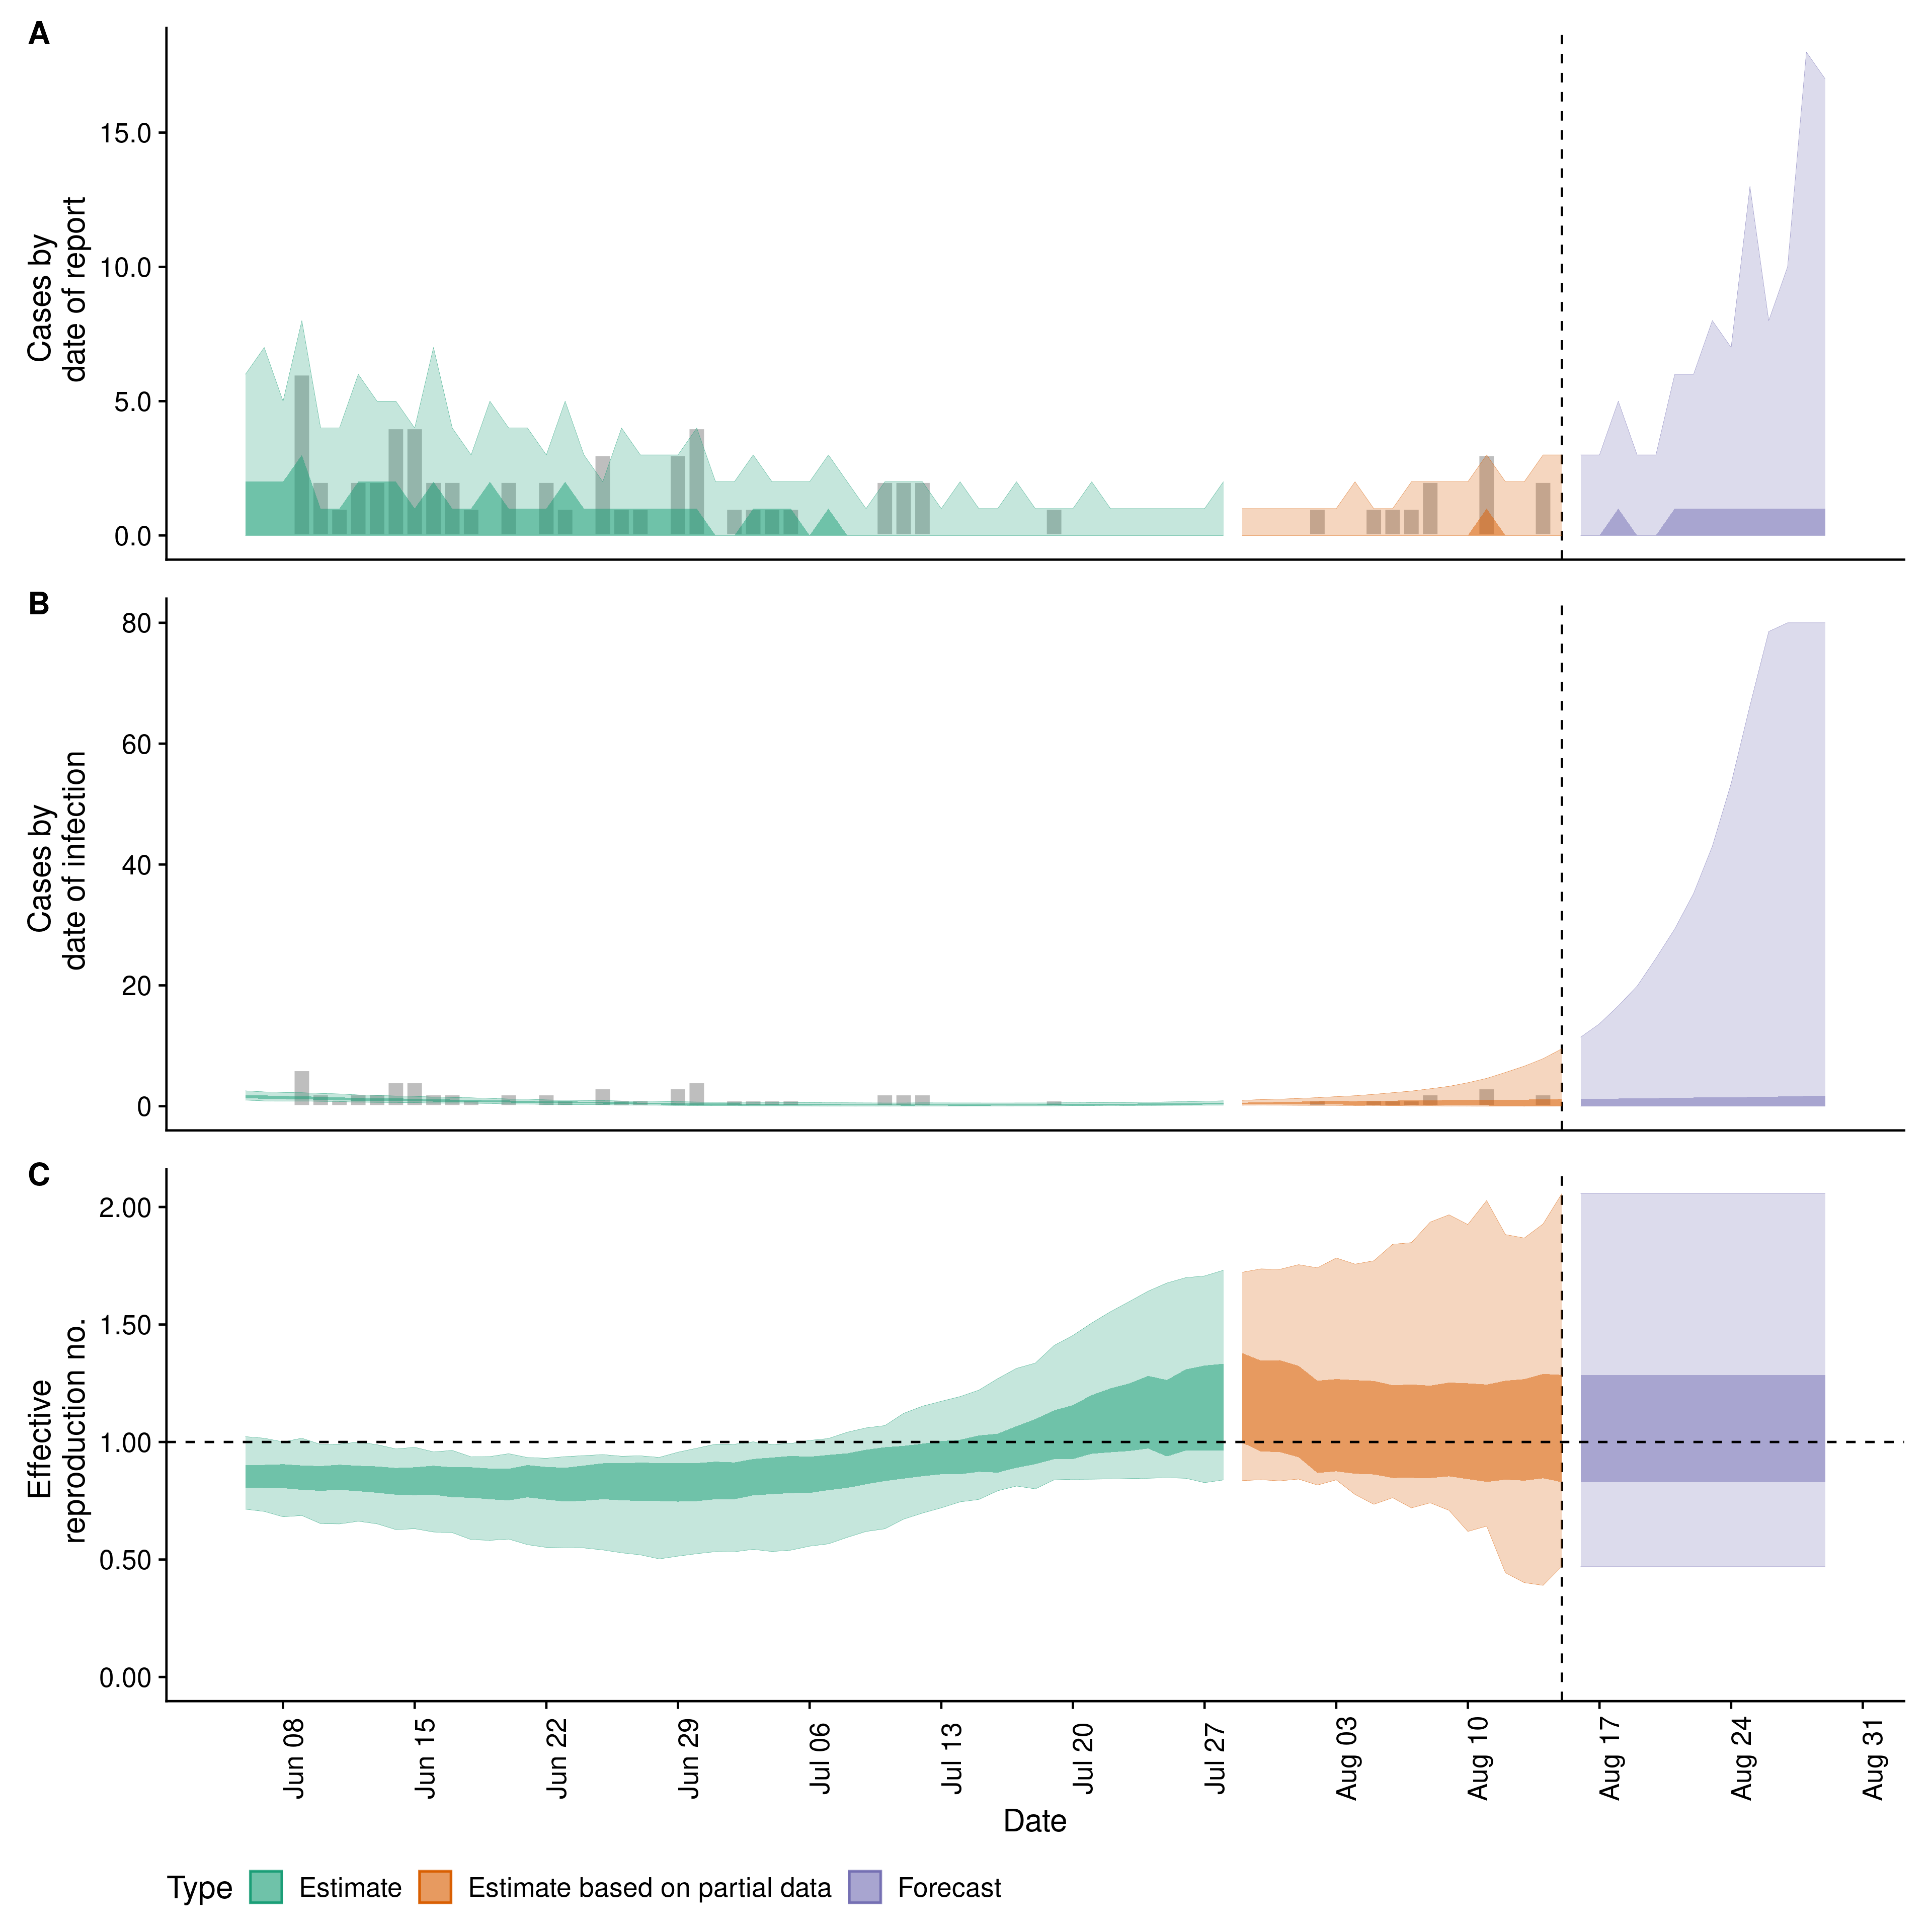 A
Cases by
date of report
15.0
10.0
5.0
0.0
B
Cases by
date of infection
80
60
40
20
0
C
Effective
reproduction no.
2.00
1.50
1.00
0.50
0.00
Jun 08
Jun 15
Jun 22
Jun 29
Jul 06
Jul 13
Jul 20
Jul 27
Aug 03
Aug 10
Aug 17
Aug 24
Aug 31
Date
Type Estimate Estimate based on partial data Forecast